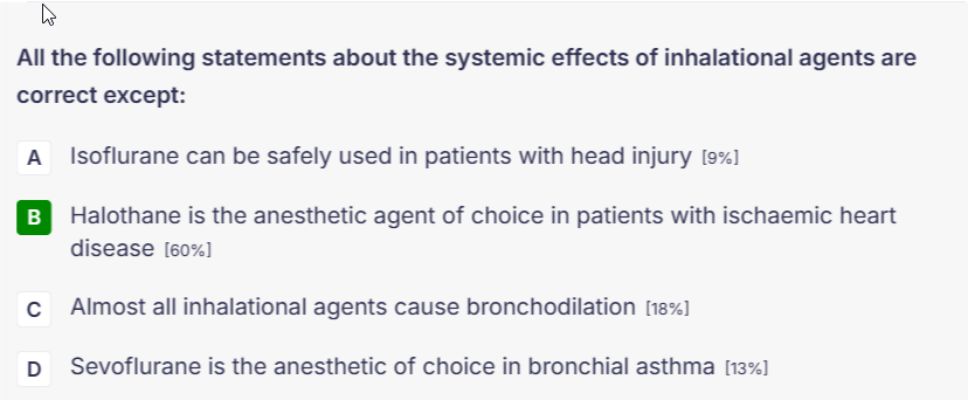 All the following statements about the systemic effects of inhalational agents are
correct except:
A Isoflurane can be safely used in patients with head injury [9%]
B Halothane is the anesthetic agent of choice in patients with ischaemic heart
disease [60%]
C Almost all inhalational agents cause bronchodilation [18%]
D Sevoflurane is the anesthetic of choice in bronchial asthma [13%]